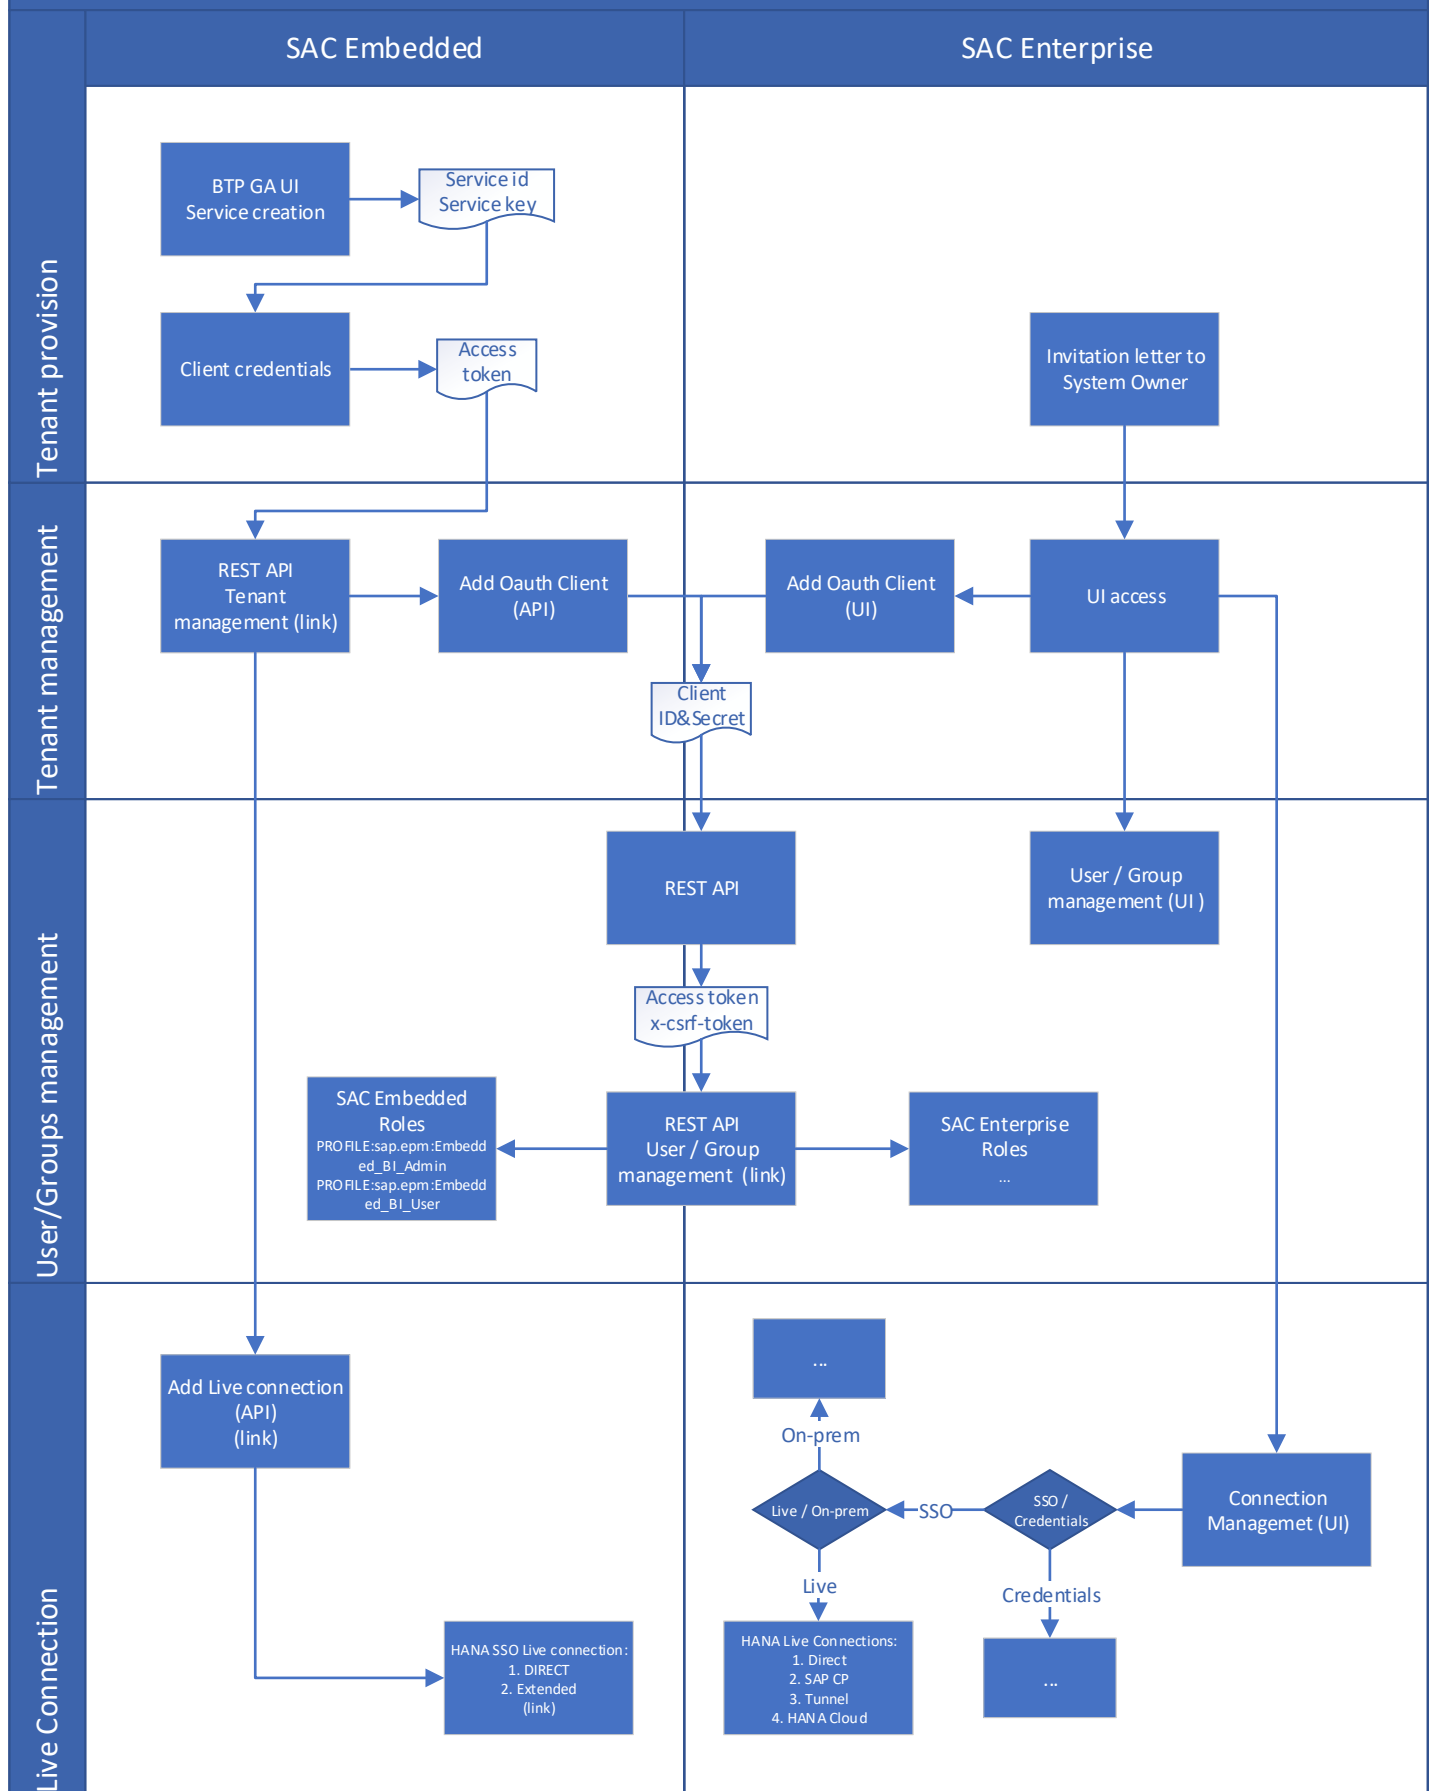 SAC Embedded
SAC Enterprise
Tenant provision
BTP GA UI
Service creation
Service id
Service key
Client credentials
Access
token
Invitation letter to
System Owner
Tenant management
REST API
Tenant
management (link)
Add Oauth Client
(API)
Add Oauth Client
(UI)
UI access
Client
ID&Secret
User/Groups management
REST API
User / Group
management (UI )
Access token
x-csrf-token
SAC Embedded
Roles
PROFILE:sap.epm:Embedd
ed_BI_Admin
PROFILE:sap.epm:Embedd
ed_BI_User
REST API
User / Group
management (link)
SAC Enterprise
Roles
...
Live Connection
Add Live connection
(API)
(link)
...
On-prem
Live / On-prem
SSO
SSO /
Credentials
Connection
Managemet (UI)
Live
Credentials
HANA SSO Live connection:
1. DIRECT
2. Extended
(link)
HANA Live Connections:
1. Direct
2. SAP CP
3. Tunnel
4. HANA Cloud
...